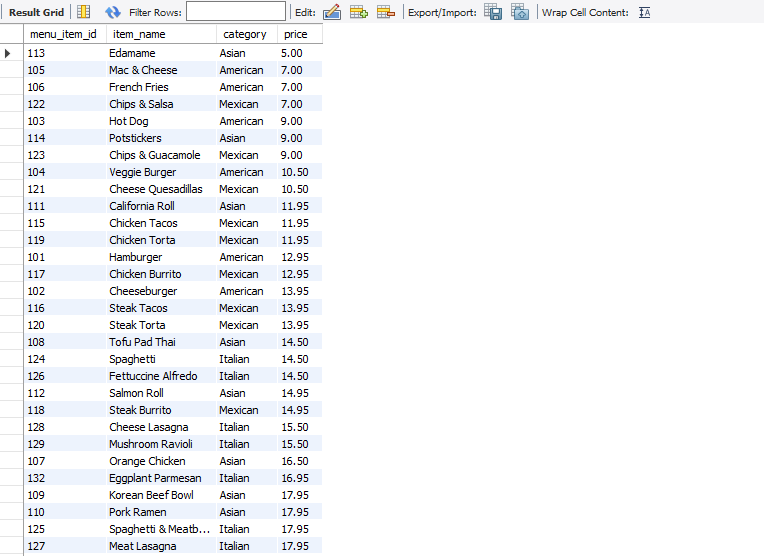 Result Grid Filter Rows: Edit: Export/Import: Wrap Cell Content: IA
menu_item_id item_name category price
113 Edamame Asian 5.00
105 Mac & Cheese American 7.00
106 French Fries American 7.00
122 Chips & Salsa Mexican 7.00
103 Hot Dog American 9.00
114 Potstickers Asian 9.00
123 Chips & Guacamole Mexican 9.00
104 Veggie Burger American 10.50
121 Cheese Quesadillas Mexican 10.50
111 California Roll Asian 11.95
115 Chicken Tacos Mexican 11.95
119 Chicken Torta Mexican 11.95
101 Hamburger American 12.95
117 Chicken Burrito Mexican 12.95
102 Cheeseburger American 13.95
116 Steak Tacos Mexican 13.95
120 Steak Torta Mexican 13.95
108 Tofu Pad Thai Asian 14.50
124 Spaghetti Italian 14.50
126 Fettuccine Alfredo Italian 14.50
112 Salmon Roll Asian 14.95
118 Steak Burrito Mexican 14.95
128 Cheese Lasagna Italian 15.50
129 Mushroom Ravioli Italian 15.50
107 Orange Chicken Asian 16.50
132 Eggplant Parmesan Italian 16.95
109 Korean Beef Bowl Asian 17.95
110 Pork Ramen Asian 17.95
125 Spaghetti & Meatb... Italian 17.95
127 Meat Lasagna Italian 17.95